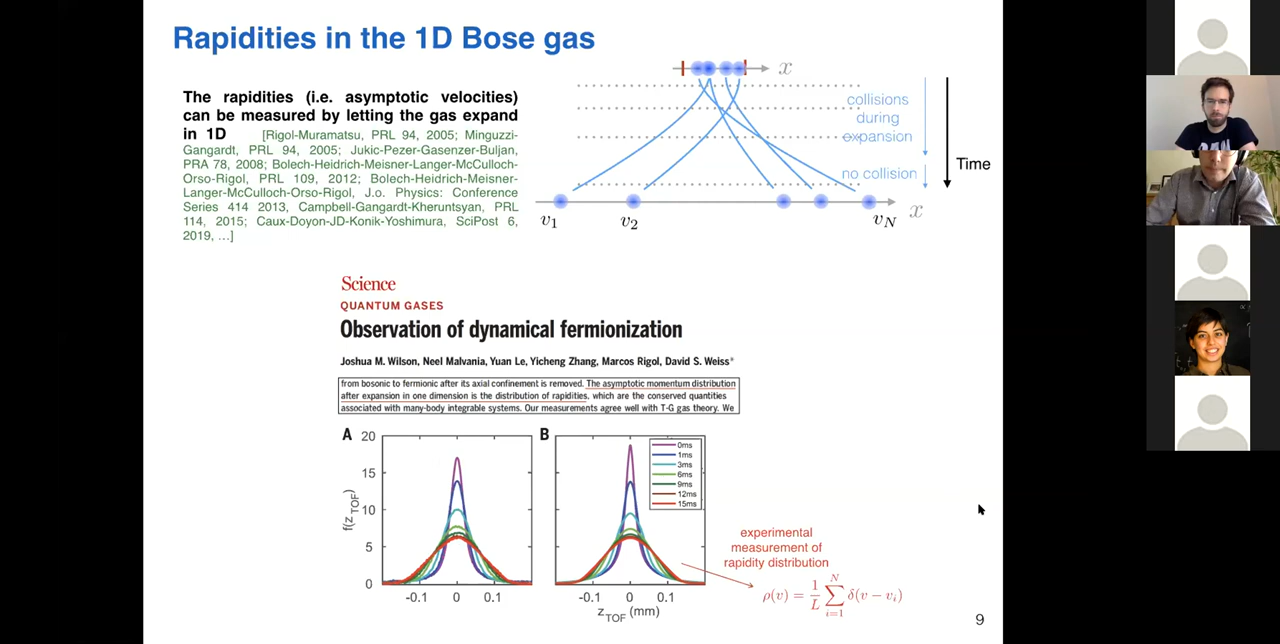 Rapidities in the 1D Bose gas
The rapidities (i.e. asymptotic velocities)
can be measured by letting the gas expand
in 1D [Rigol-Muramatsu, PRL 94, 2005; Minguzzi-
Gangardt, PRL 94, 2005; Jukic-Pezer-Gasenzer-Buljan,
PRA 78, 2008; Bolech-Heidrich-Meisner-Langer-McCulloch-
Orso-Rigol, PRL 109, 2012; Bolech-Heidrich-Meisner-
Langer-McCulloch-Orso-Rigol, J.o. Physics: Conference
Series 414 2013, Campbell-Gangardt-Kheruntsyan, PRL
114, 2015; Caux-Doyon-JD-Konik-Yoshimura, SciPost 6,
2019, ...]
x
collisions
during
expansion
no collision
Time
v₁
v₂
v_N
x
Science
QUANTUM GASES
Observation of dynamical fermionization
Joshua M. Wilson, Neel Malvania, Yuan Le, Yicheng Zhang, Marcos Rigol, David S. Weiss*
from bosonic to fermionic after its axial confinement is removed. The asymptotic momentum distribution
after expansion in one dimension is the distribution of rapidities, which are the conserved quantities
associated with many-body integrable systems. Our measurements agree well with T-G gas theory. We
A
20
15
10
5
0
f(z_TOF)
-0.1 0 0.1
B
0ms
1ms
3ms
6ms
9ms
12ms
15ms
-0.1 0 0.1
z_TOF (mm)
experimental
measurement of
rapidity distribution
ρ(v) = 1/L ∑_{i=1}^{N} δ(v − v_i)
9